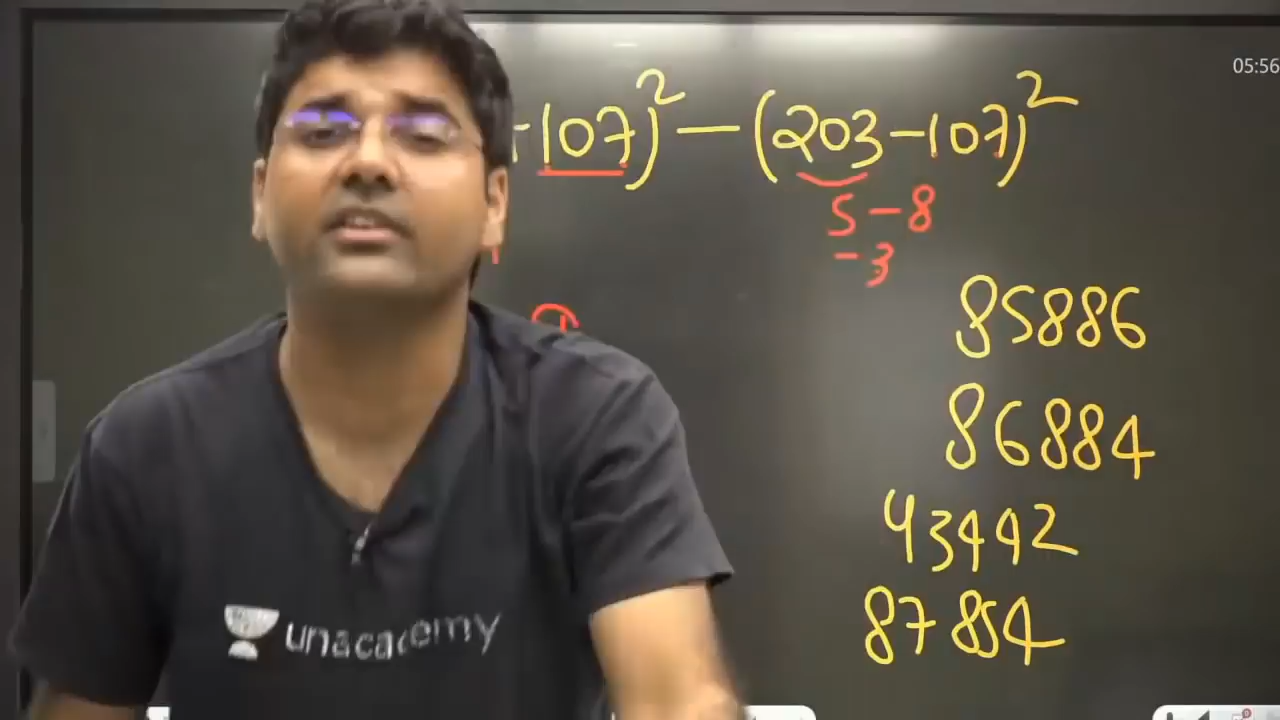 05:56
107)² – (203 – 107)²
5 – 8
– 3
85886
86884
43442
87854
unacademy